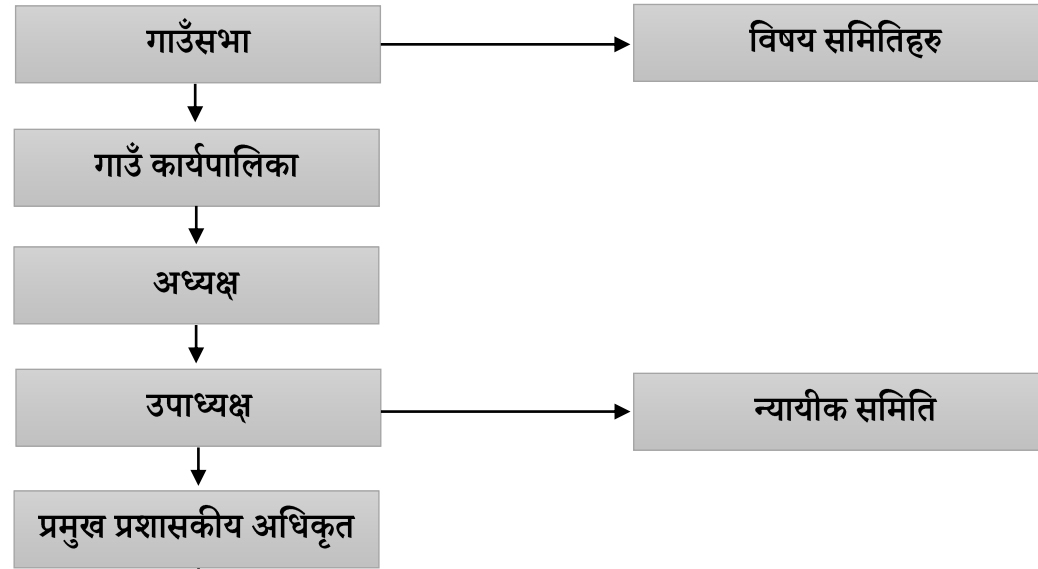 गाउँसभा
विषय समितिहरु
गाउँ कार्यपालिका
अध्यक्ष
उपाध्यक्ष
न्यायीक समिति
प्रमुख प्रशासकीय अधिकृत